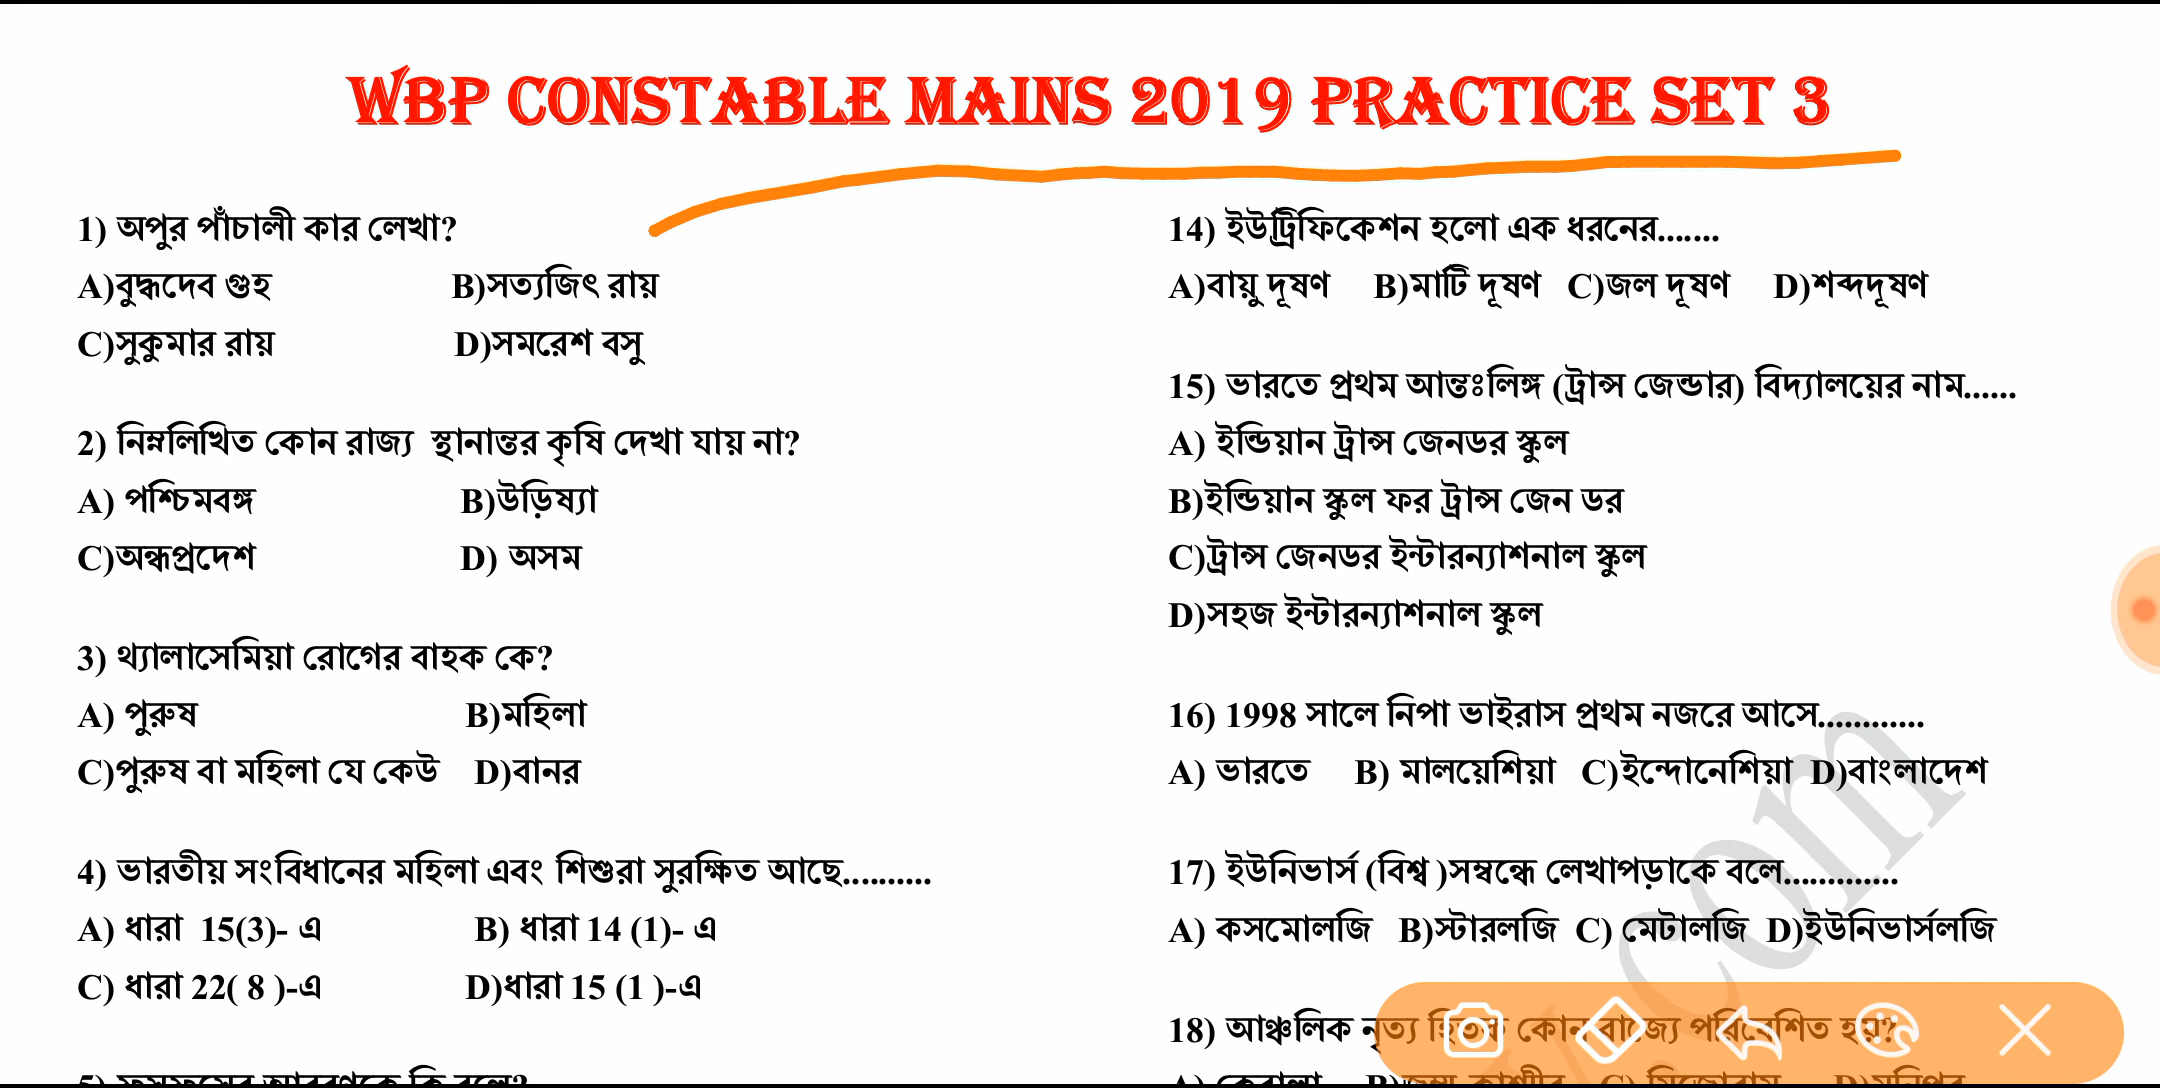 WBP CONSTABLE MAINS 2019 PRACTICE SET 3
1) অপুর পাঁচালী কার লেখা?
A)বুদ্ধদেব গুহ B)সত্যজিৎ রায়
C)সুকুমার রায় D)সমরেশ বসু
2) নিম্নলিখিত কোন রাজ্য স্থানান্তর কৃষি দেখা যায় না?
A) পশ্চিমবঙ্গ B)উড়িষ্যা
C)অন্ধপ্রদেশ D) অসম
3) থ্যালাসেমিয়া রোগের বাহক কে?
A) পুরুষ B)মহিলা
C)পুরুষ বা মহিলা যে কেউ D)বানর
4) ভারতীয় সংবিধানের মহিলা এবং শিশুরা সুরক্ষিত আছে..........
A) ধারা 15(3)- এ B) ধারা 14 (1)- এ
C) ধারা 22( 8 )-এ D)ধারা 15 (1 )-এ
14) ইউট্রিফিকেশন হলো এক ধরনের.......
A)বায়ু দূষণ B)মাটি দূষণ C)জল দূষণ D)শব্দদূষণ
15) ভারতে প্রথম আন্তঃলিঙ্গ (ট্রান্স জেন্ডার) বিদ্যালয়ের নাম......
A) ইন্ডিয়ান ট্রান্স জেনডর স্কুল
B)ইন্ডিয়ান স্কুল ফর ট্রান্স জেন ডর
C)ট্রান্স জেনডর ইন্টারন্যাশনাল স্কুল
D)সহজ ইন্টারন্যাশনাল স্কুল
16) 1998 সালে নিপা ভাইরাস প্রথম নজরে আসে............
A) ভারতে B) মালয়েশিয়া C)ইন্দোনেশিয়া D)বাংলাদেশ
17) ইউনিভার্স (বিশ্ব )সম্বন্ধে লেখাপড়াকে বলে.............
A) কসমোলজি B)স্টারলজি C) মেটালজি D)ইউনিভার্সলজি
18) আঞ্চলিক নৃত্য কোন রাজ্যে পরিবেশিত হয়?
com